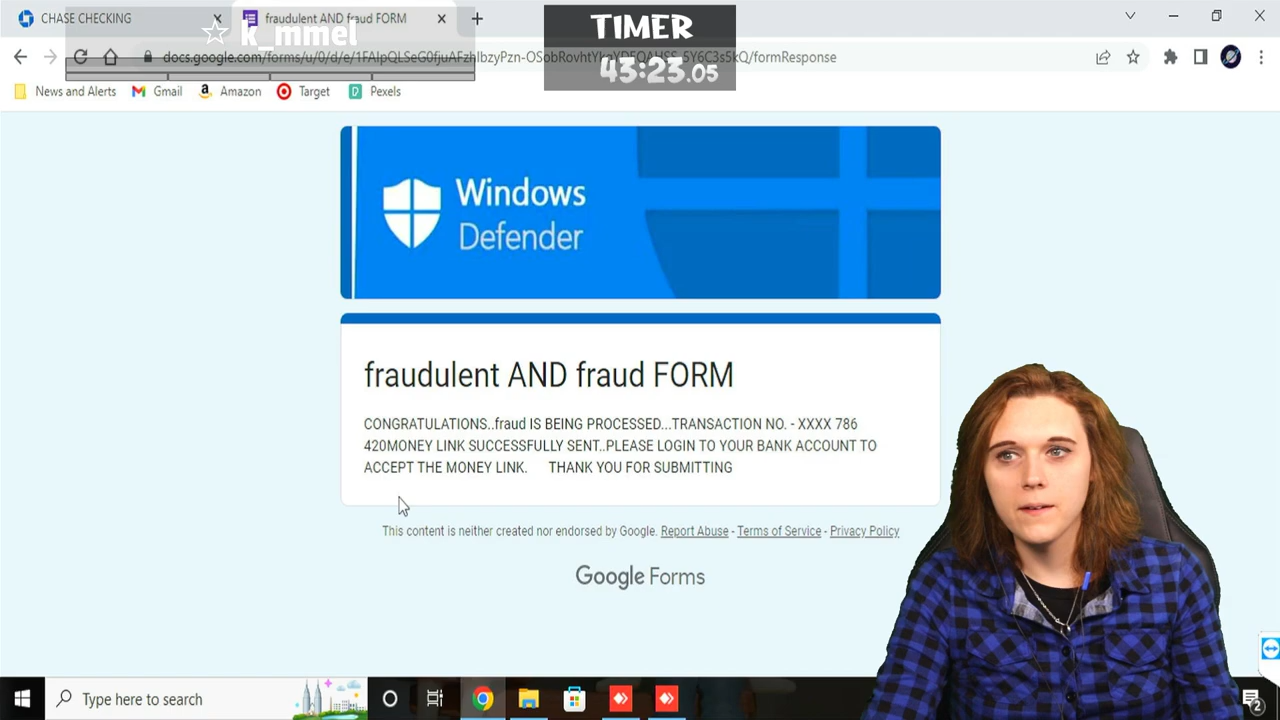 CHASE CHECKING
fraudulent AND fraud FORM
k_mmel
TIMER
43:23.05
News and Alerts
Gmail
Amazon
Target
Pexels
Windows
Defender
fraudulent AND fraud FORM
CONGRATULATIONS..fraud IS BEING PROCESSED...TRANSACTION NO. - XXXX 786
420MONEY LINK SUCCESSFULLY SENT..PLEASE LOGIN TO YOUR BANK ACCOUNT TO
ACCEPT THE MONEY LINK. THANK YOU FOR SUBMITTING
This content is neither created nor endorsed by Google. Report Abuse - Terms of Service - Privacy Policy
Google Forms
Type here to search
2